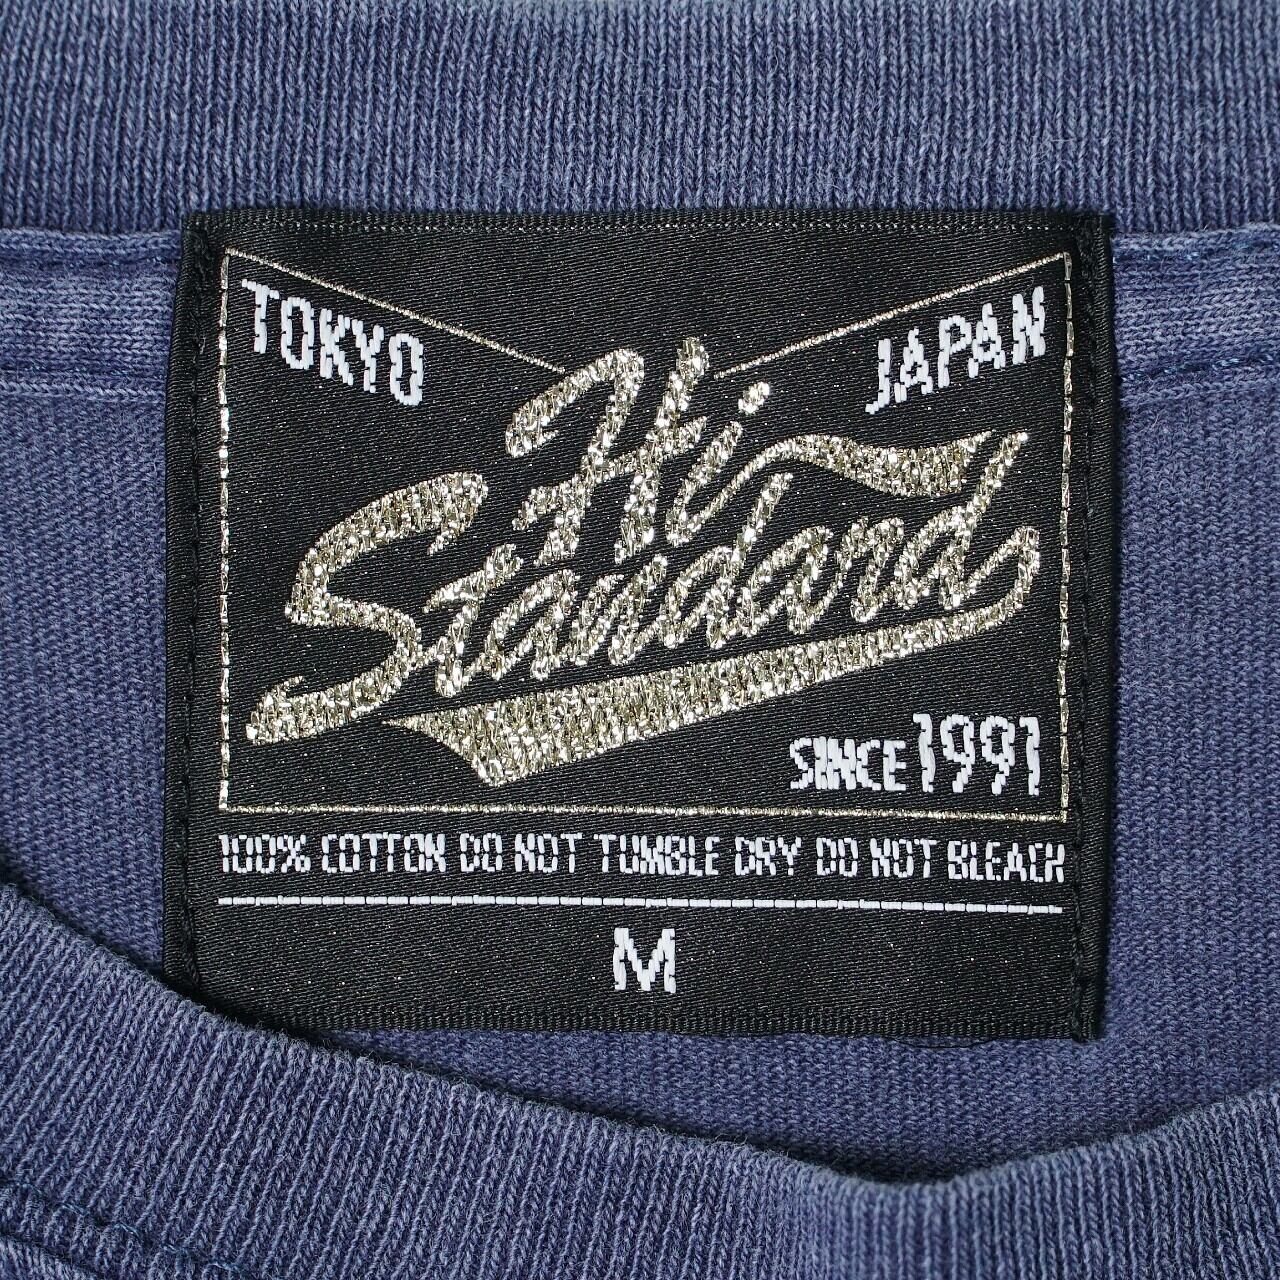 TOKYO JAPAN
Hi
Standard
SINCE 1991
100% COTTON DO NOT TUMBLE DRY DO NOT BLEACH
M